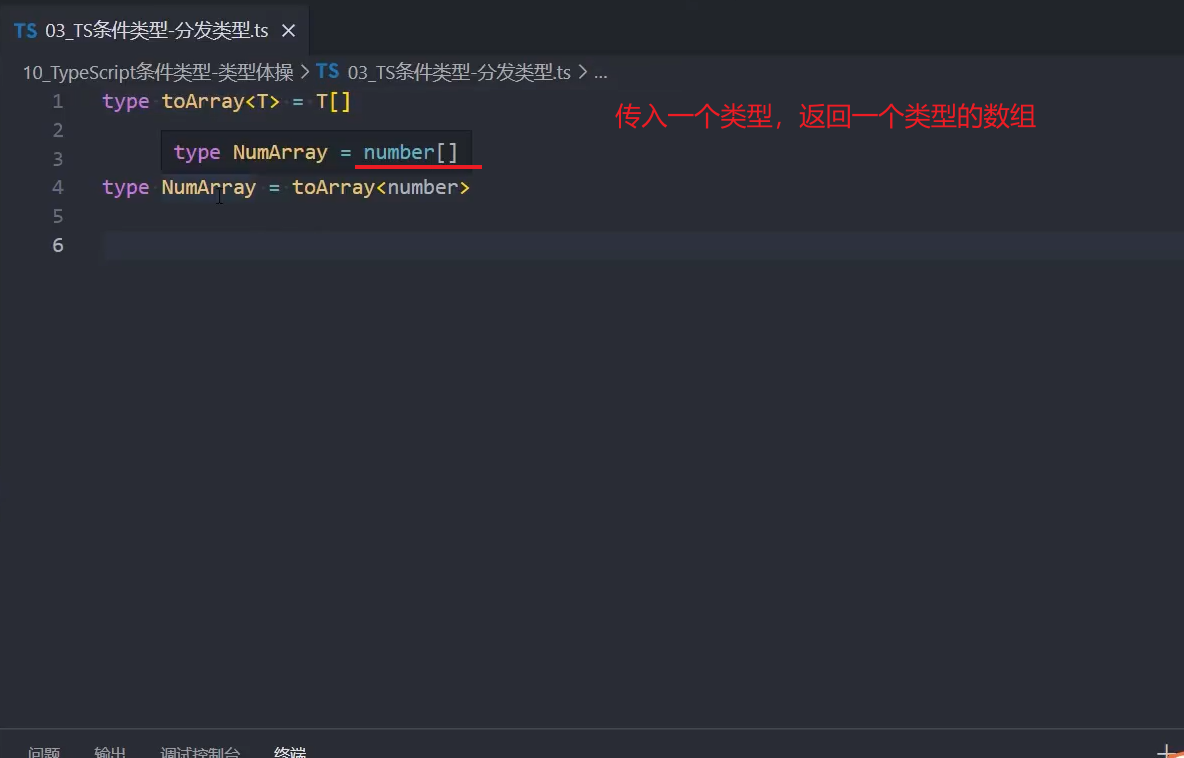 TS 03_TS条件类型-分发类型.ts ×
10_TypeScript条件类型-类型体操 > TS 03_TS条件类型-分发类型.ts > ...
1 type toArray<T> = T[]
传入一个类型，返回一个类型的数组
2
type NumArray = number[]
3
4 type NumArray = toArray<number>
5
6
问题 输出 调试控制台 终端